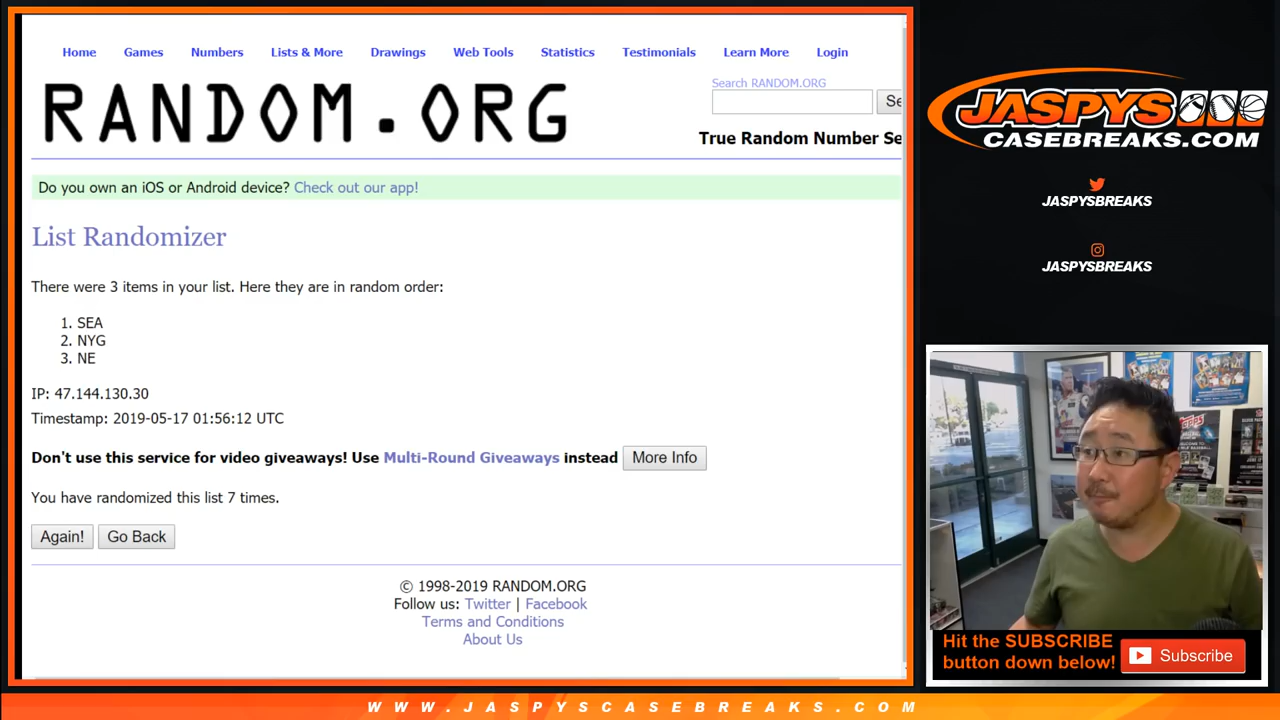 Home Games Numbers Lists & More Drawings Web Tools Statistics Testimonials Learn More Login
RANDOM.ORG
Search RANDOM.ORG
Se
True Random Number Se
Do you own an iOS or Android device? Check out our app!
List Randomizer
There were 3 items in your list. Here they are in random order:
1. SEA
2. NYG
3. NE
IP: 47.144.130.30
Timestamp: 2019-05-17 01:56:12 UTC
Don't use this service for video giveaways! Use Multi-Round Giveaways instead More Info
You have randomized this list 7 times.
Again! Go Back
© 1998-2019 RANDOM.ORG
Follow us: Twitter | Facebook
Terms and Conditions
About Us
JASPYS
CASEBREAKS.COM
JASPYSBREAKS
JASPYSBREAKS
Hit the SUBSCRIBE
button down below!
Subscribe
WWW.JASPYSCASEBREAKS.COM